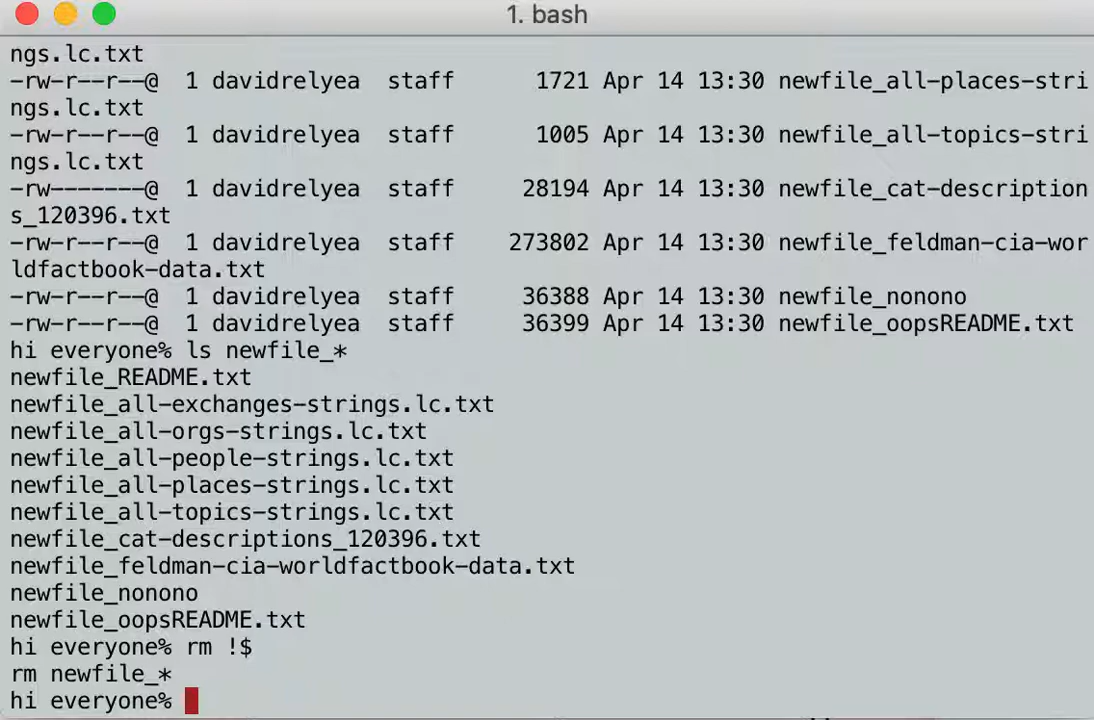 1. bash
ngs.lc.txt
-rw-r--r--@  1 davidrelyea  staff      1721 Apr 14 13:30 newfile_all-places-stri
ngs.lc.txt
-rw-r--r--@  1 davidrelyea  staff      1005 Apr 14 13:30 newfile_all-topics-stri
ngs.lc.txt
-rw-------@  1 davidrelyea  staff     28194 Apr 14 13:30 newfile_cat-description
s_120396.txt
-rw-r--r--@  1 davidrelyea  staff    273802 Apr 14 13:30 newfile_feldman-cia-wor
ldfactbook-data.txt
-rw-r--r--@  1 davidrelyea  staff     36388 Apr 14 13:30 newfile_nonono
-rw-r--r--@  1 davidrelyea  staff     36399 Apr 14 13:30 newfile_oopsREADME.txt
hi everyone% ls newfile_*
newfile_README.txt
newfile_all-exchanges-strings.lc.txt
newfile_all-orgs-strings.lc.txt
newfile_all-people-strings.lc.txt
newfile_all-places-strings.lc.txt
newfile_all-topics-strings.lc.txt
newfile_cat-descriptions_120396.txt
newfile_feldman-cia-worldfactbook-data.txt
newfile_nonono
newfile_oopsREADME.txt
hi everyone% rm !$
rm newfile_*
hi everyone%